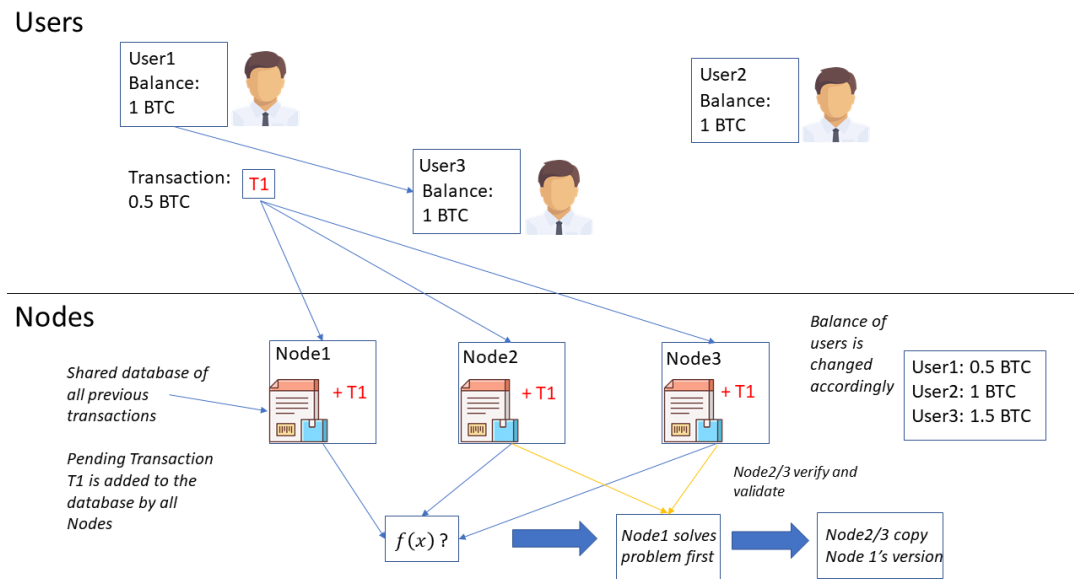 Users
User1
Balance:
1 BTC
User2
Balance:
1 BTC
User3
Balance:
1 BTC
Transaction:
0.5 BTC
T1
Nodes
Node1
+ T1
Node2
+ T1
Node3
+ T1
Shared database of
all previous
transactions
Pending Transaction
T1 is added to the
database by all
Nodes
Balance of
users is
changed
accordingly
User1: 0.5 BTC
User2: 1 BTC
User3: 1.5 BTC
Node2/3 verify and
validate
f(x) ?
Node1 solves
problem first
Node2/3 copy
Node 1's version